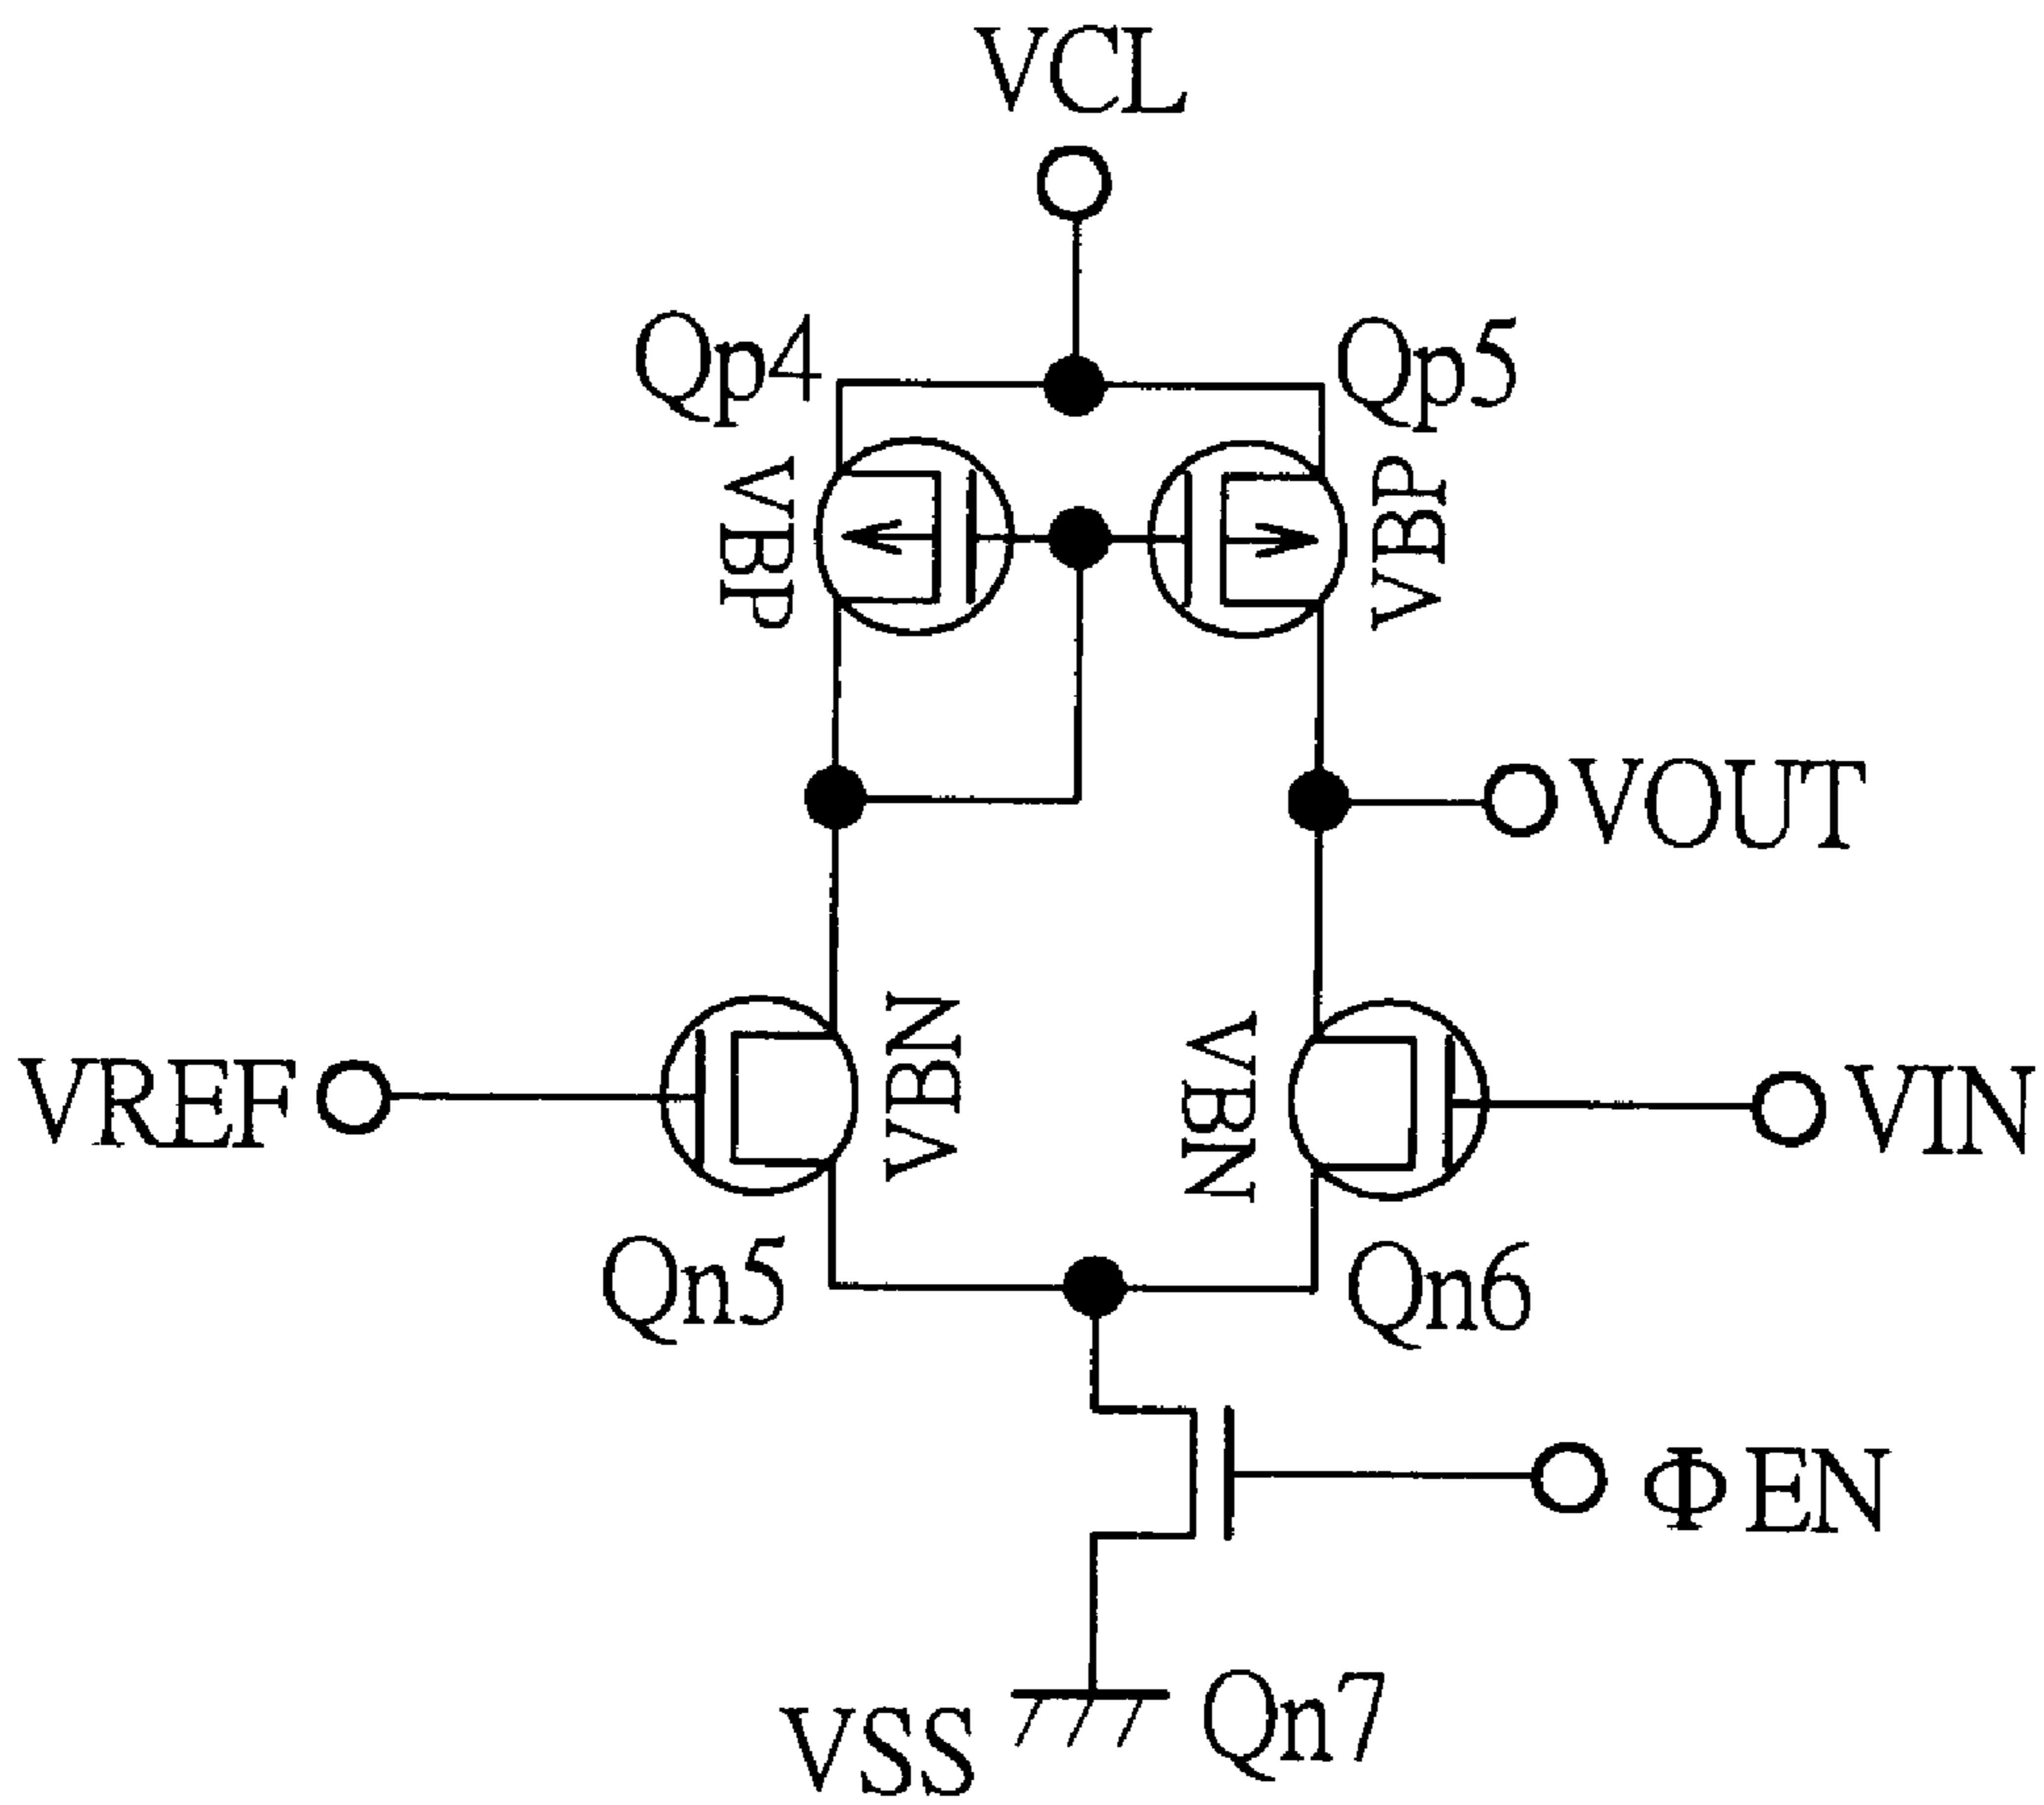 VCL
Qp4
Qp5
VBP
VBP
VOUT
VREF
VBN
VBN
VIN
Qn5
Qn6
ΦEN
VSS
Qn7